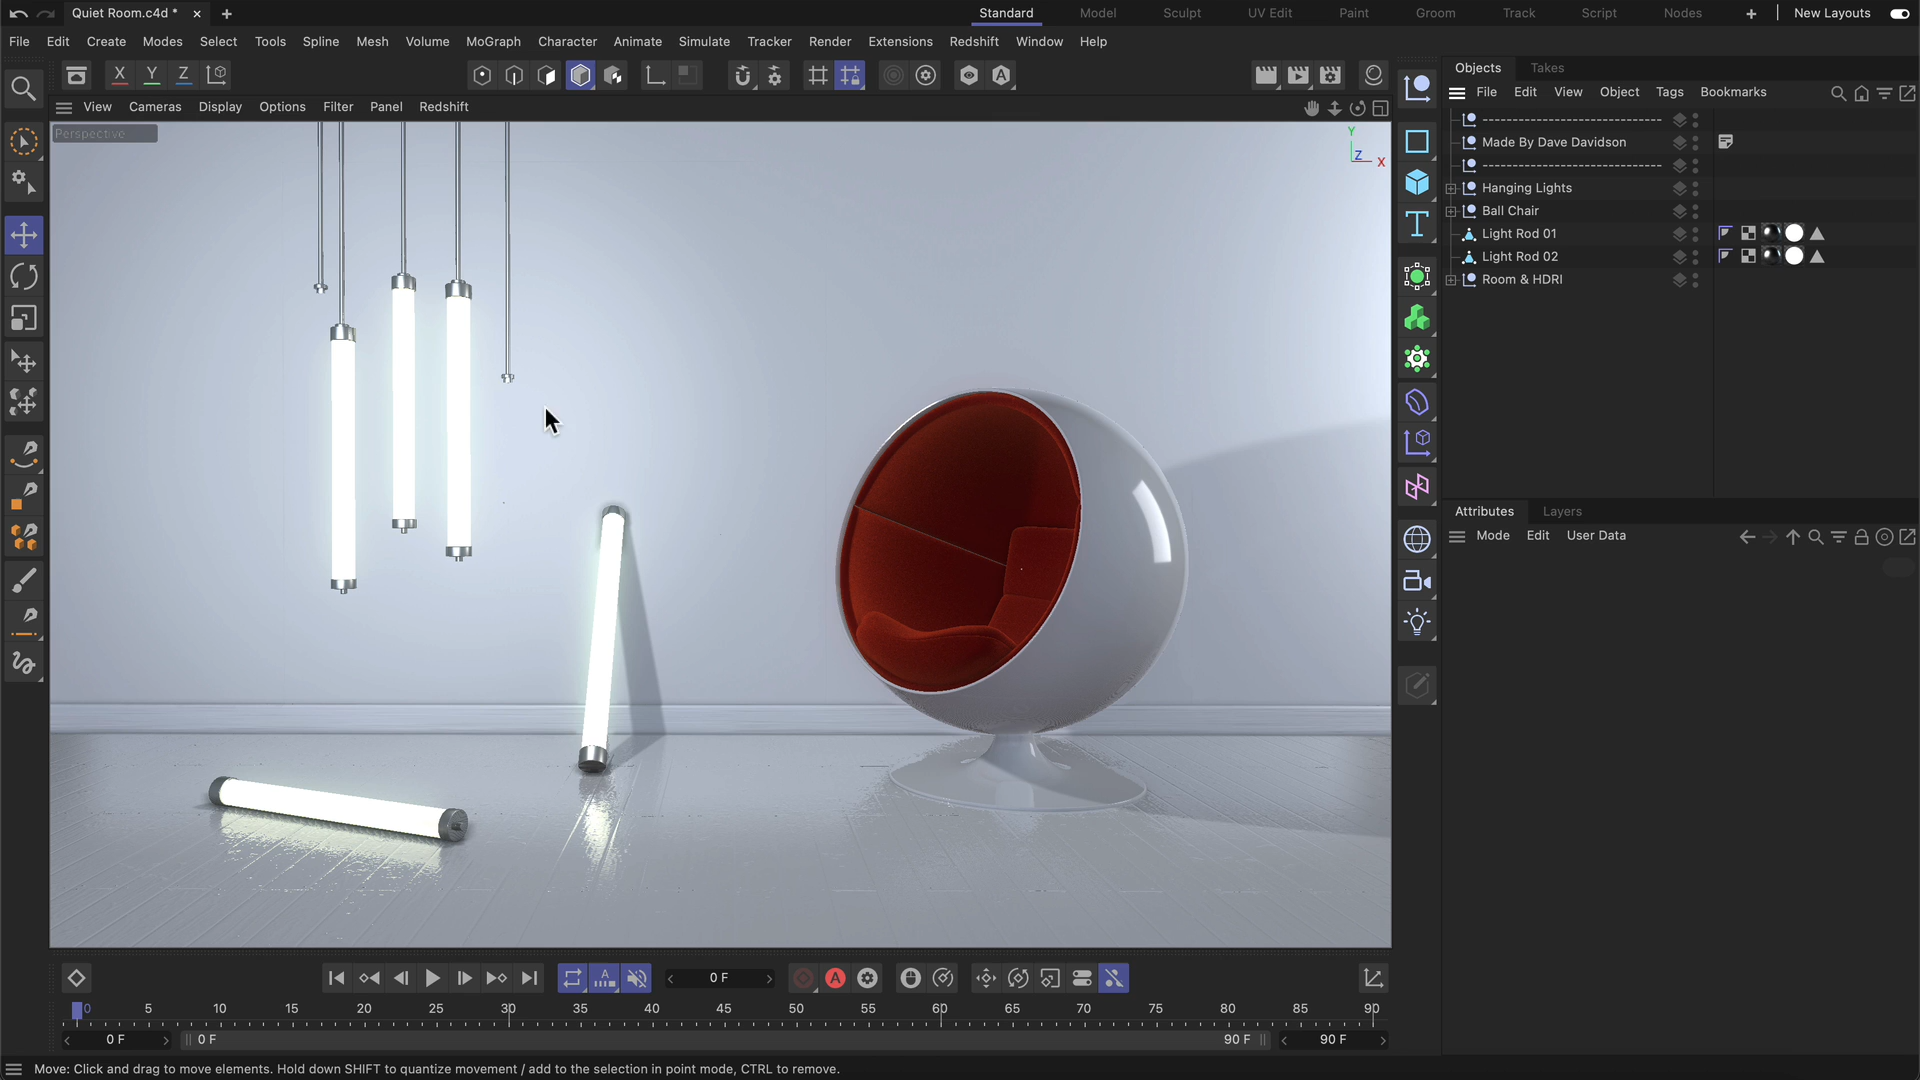 Quiet Room.c4d *
Standard
Model
Sculpt
UV Edit
Paint
Groom
Track
Script
Nodes
New Layouts
File Edit Create Modes Select Tools Spline Mesh Volume MoGraph Character Animate Simulate Tracker Render Extensions Redshift Window Help
X Y Z
A
View Cameras Display Options Filter Panel Redshift
Perspective
Y
Z
X
Objects
Takes
File Edit View Object Tags Bookmarks
-----------------------------
Made By Dave Davidson
-----------------------------
Hanging Lights
Ball Chair
Light Rod 01
Light Rod 02
Room & HDRI
Attributes
Layers
Mode Edit User Data
A
0 F
A
0 5 10 15 20 25 30 35 40 45 50 55 60 65 70 75 80 85 90
0 F
0 F
90 F
90 F
Move: Click and drag to move elements. Hold down SHIFT to quantize movement / add to the selection in point mode, CTRL to remove.